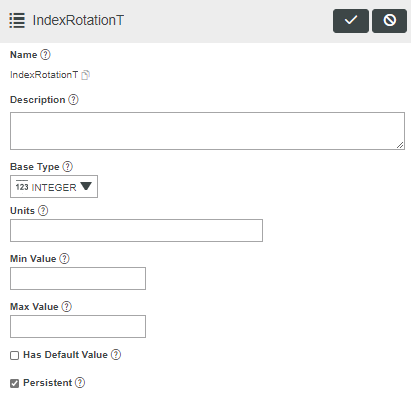 IndexRotationT
Name ?
IndexRotationT
Description ?
Base Type ?
123 INTEGER
Units ?
Min Value ?
Max Value ?
Has Default Value ?
Persistent ?